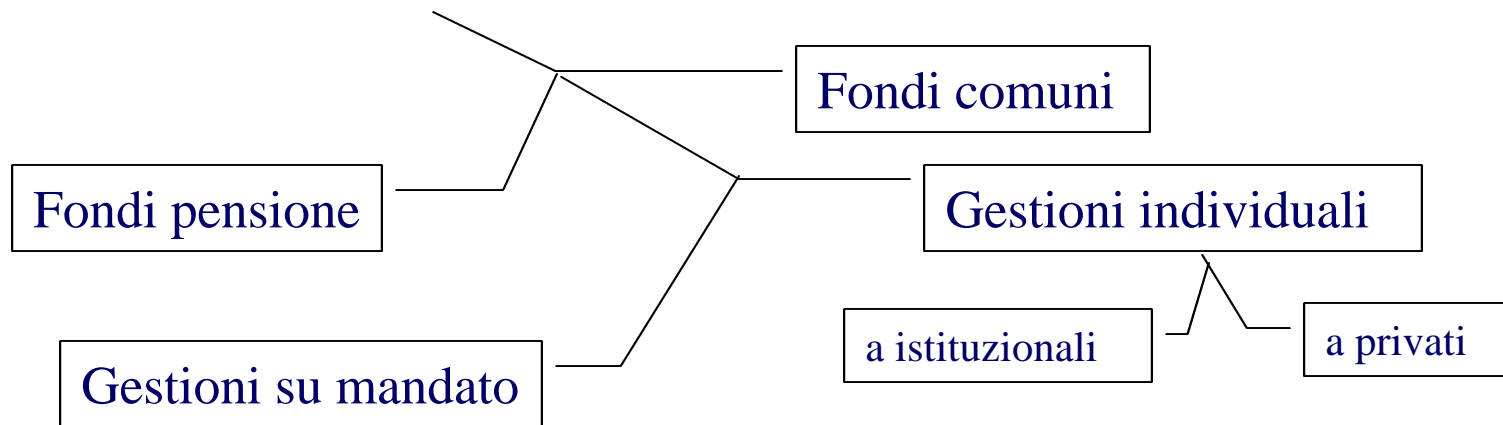 Fondi comuni
Fondi pensione
Gestioni individuali
a istituzionali
a privati
Gestioni su mandato